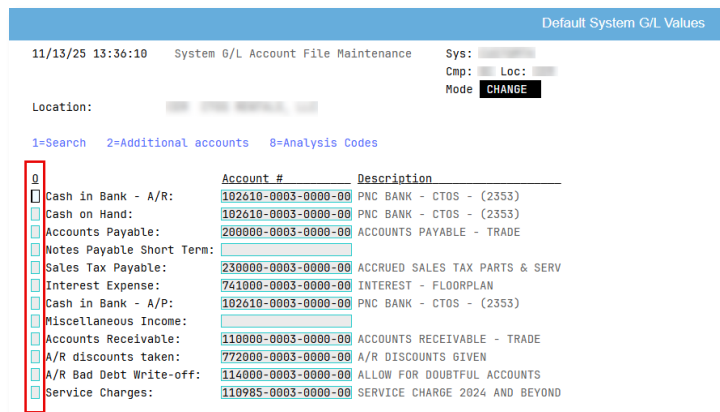 Default System G/L Values
11/13/25 13:36:10 System G/L Account File Maintenance Sys:
Cmp: Loc:
Mode CHANGE
Location:
1=Search 2=Additional accounts 8=Analysis Codes
O Account # Description
Cash in Bank - A/R: 102610-0003-0000-00 PNC BANK - CTOS - (2353)
Cash on Hand: 102610-0003-0000-00 PNC BANK - CTOS - (2353)
Accounts Payable: 200000-0003-0000-00 ACCOUNTS PAYABLE - TRADE
Notes Payable Short Term:
Sales Tax Payable: 230000-0003-0000-00 ACCRUED SALES TAX PARTS & SERV
Interest Expense: 741000-0003-0000-00 INTEREST - FLOORPLAN
Cash in Bank - A/P: 102610-0003-0000-00 PNC BANK - CTOS - (2353)
Miscellaneous Income:
Accounts Receivable: 110000-0003-0000-00 ACCOUNTS RECEIVABLE - TRADE
A/R discounts taken: 772000-0003-0000-00 A/R DISCOUNTS GIVEN
A/R Bad Debt Write-off: 114000-0003-0000-00 ALLOW FOR DOUBTFUL ACCOUNTS
Service Charges: 110985-0003-0000-00 SERVICE CHARGE 2024 AND BEYOND